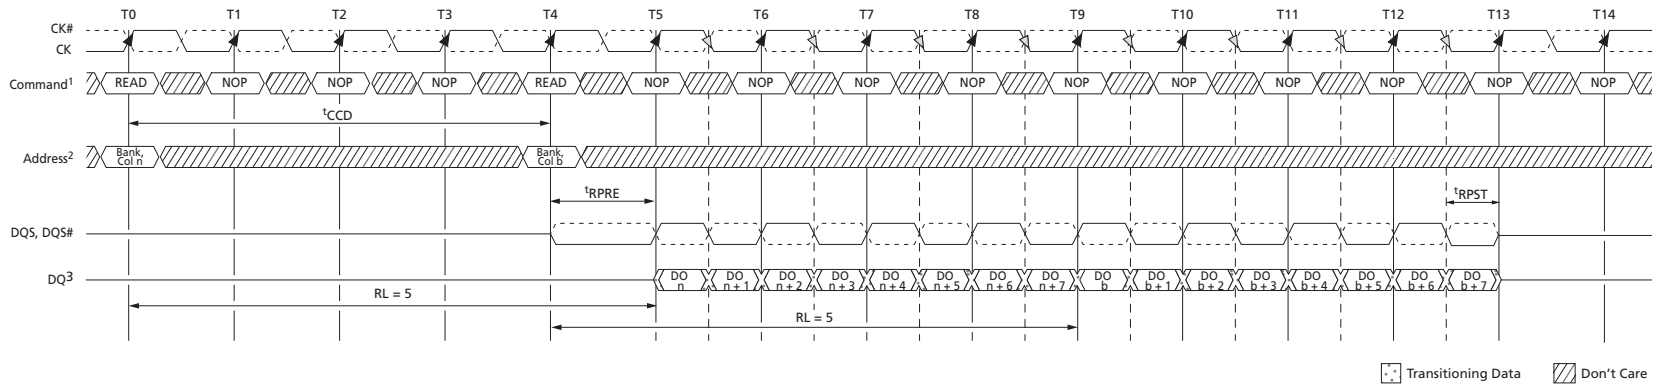 T0 T1 T2 T3 T4 T5 T6 T7 T8 T9 T10 T11 T12 T13 T14
CK#
CK
Command1 READ NOP NOP NOP READ NOP NOP NOP NOP NOP NOP NOP NOP NOP NOP
tCCD
Address2 Bank, Col n Bank, Col b
tRPRE tRPST
DQS, DQS#
DQ3 DO n DO n + 1 DO n + 2 DO n + 3 DO n + 4 DO n + 5 DO n + 6 DO n + 7 DO b DO b + 1 DO b + 2 DO b + 3 DO b + 4 DO b + 5 DO b + 6 DO b + 7
RL = 5
RL = 5
Transitioning Data Don't Care